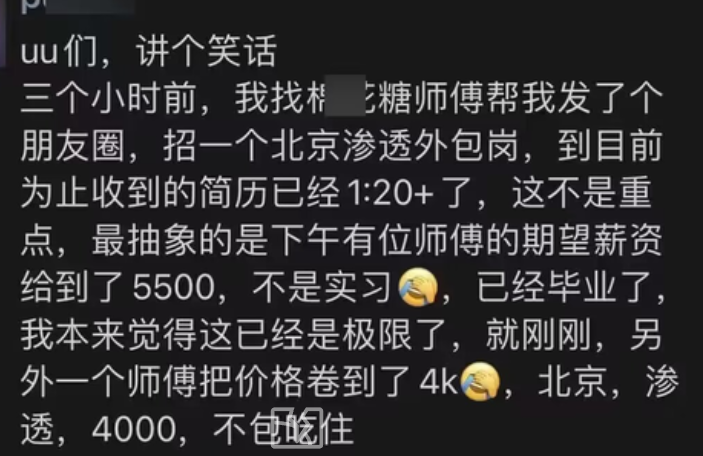 uu们，讲个笑话
三个小时前，我找棉花糖师傅帮我发了个
朋友圈，招一个北京渗透外包岗，到目前
为止收到的简历已经1:20+了，这不是重
点，最抽象的是下午有位师傅的期望薪资
给到了5500，不是实习🤦，已经毕业了，
我本来觉得这已经是极限了，就刚刚，另
外一个师傅把价格卷到了4k🤦，北京，渗
透，4000，不包吃住